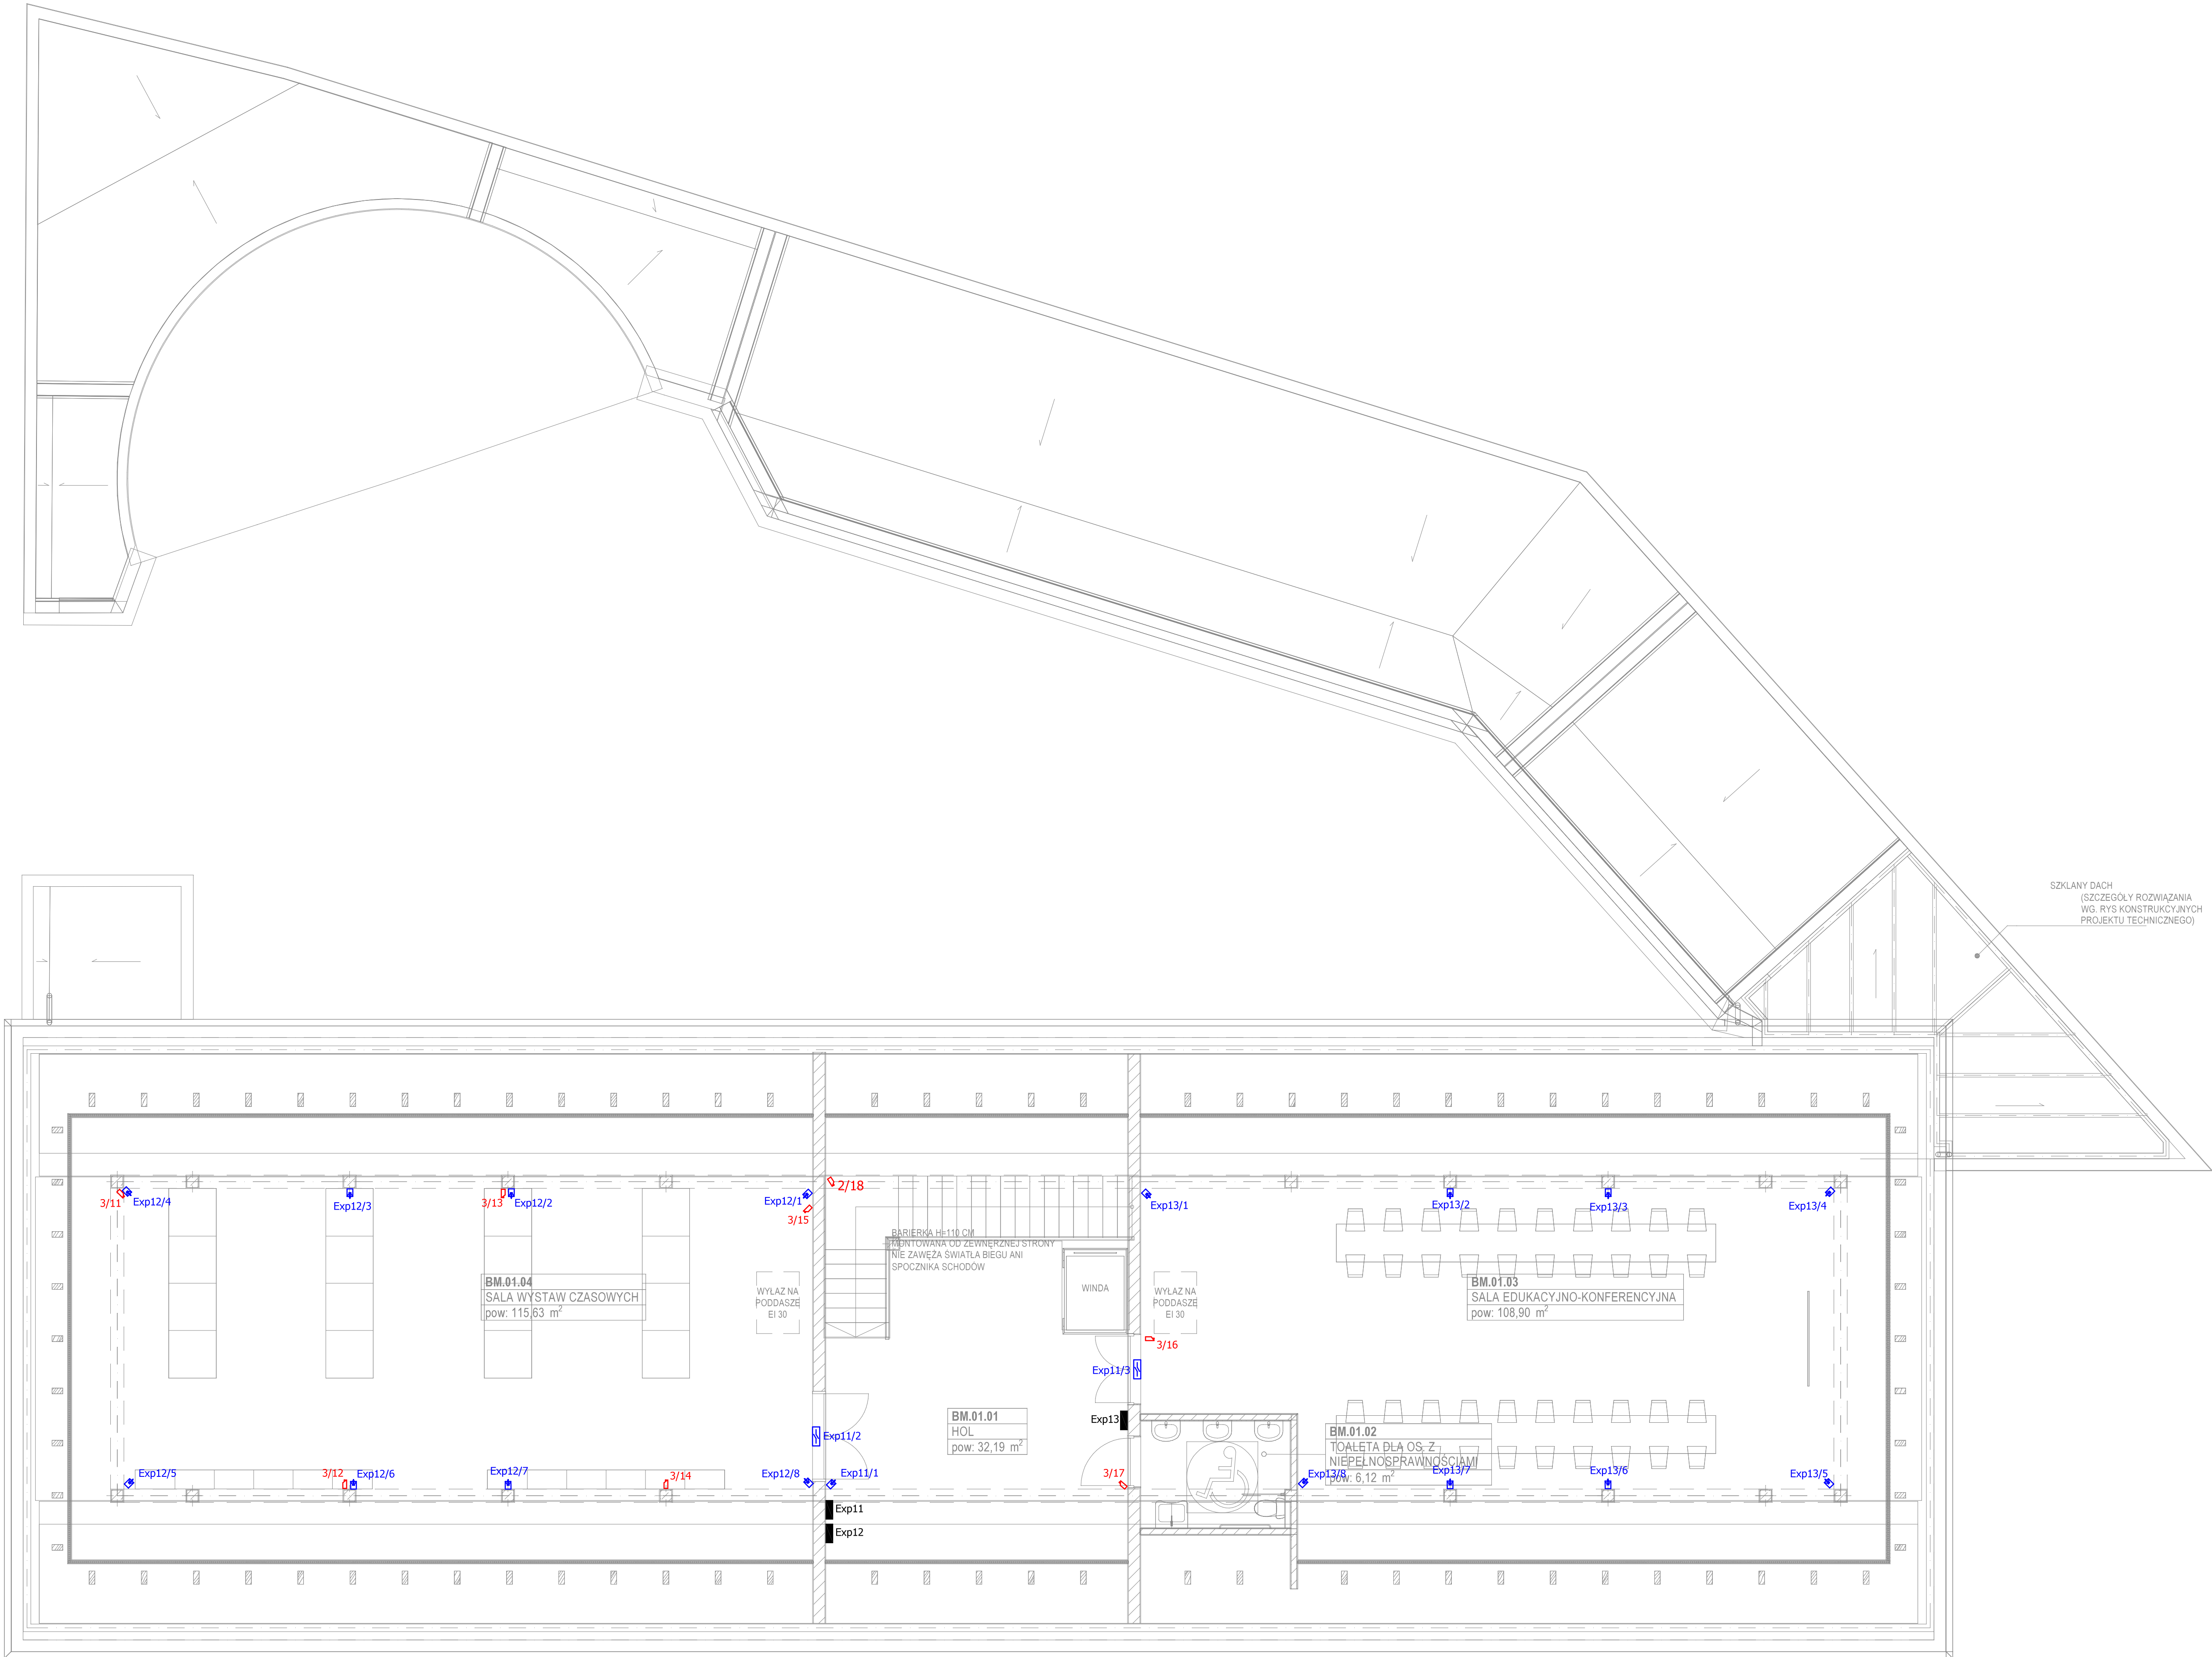 SZKLANY DACH
(SZCZEGÓŁY ROZWIĄZANIA
WG. RYS KONSTRUKCYJNYCH
PROJEKTU TECHNICZNEGO)
3/11
Exp12/4
Exp12/3
3/13
Exp12/2
Exp12/1
3/15
2/18
Exp13/1
Exp13/2
Exp13/3
Exp13/4
BARIERKA H=110 CM
MONTOWANA OD ZEWNĘRZNEJ STRONY
NIE ZAWĘŻA ŚWIATŁA BIEGU ANI
SPOCZNIKA SCHODÓW
BM.01.04
SALA WYSTAW CZASOWYCH
pow: 115,63 m²
WYŁAZ NA
PODDASZE
EI 30
WINDA
WYŁAZ NA
PODDASZE
EI 30
BM.01.03
SALA EDUKACYJNO-KONFERENCYJNA
pow: 108,90 m²
3/16
Exp11/3
BM.01.01
HOL
pow: 32,19 m²
Exp13
Exp11/2
BM.01.02
TOALETA DLA OS. Z
NIEPEŁNOSPRAWNOŚCIAMI
pow: 6,12 m²
Exp12/5
3/12
Exp12/6
Exp12/7
3/14
Exp12/8
Exp11/1
3/17
Exp13/8
Exp13/7
Exp13/6
Exp13/5
Exp11
Exp12